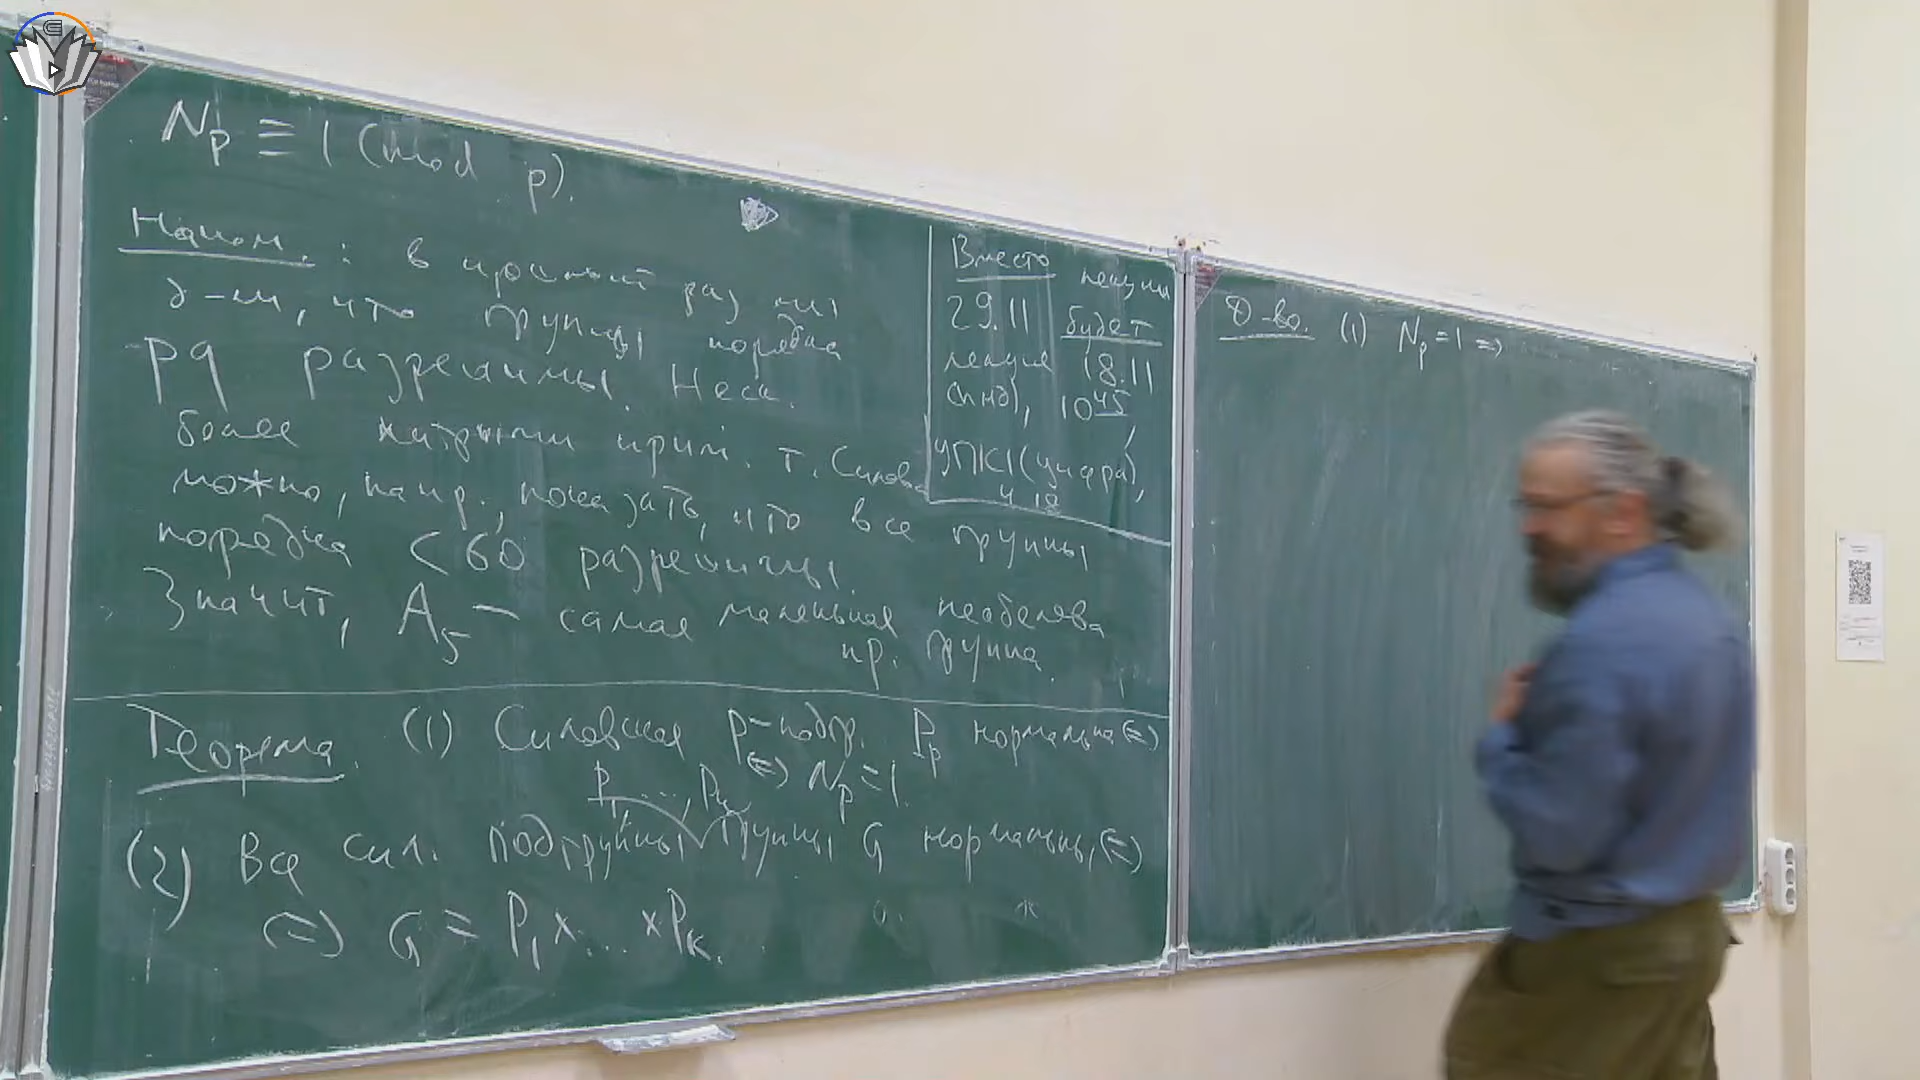 N_p ≡ 1 (mod p).
Напом. : в прошлый раз мы
д-ли, что группы порядка
pq разрешимы. Неск.
более хитрыми прим. т. Силова
можно, напр., показать, что все группы
порядка < 60 разрешимы.
Значит, A_5 — самая маленькая неабелева
пр. группа.
Вместо лекции
29.11 будет
лекция 18.11
(пнд), 10^45,
УПК1 (цифра),
Теорема. (1) Силовская p-подгр. P_p нормальна ⇔
⇔ N_p = 1.
P_1, ..., P_k
(2) Все сил. подгруппы группы G нормальны, ⇔
⇔ G = P_1 × ... × P_k.
Д-во. (1) N_p = 1 ⇒